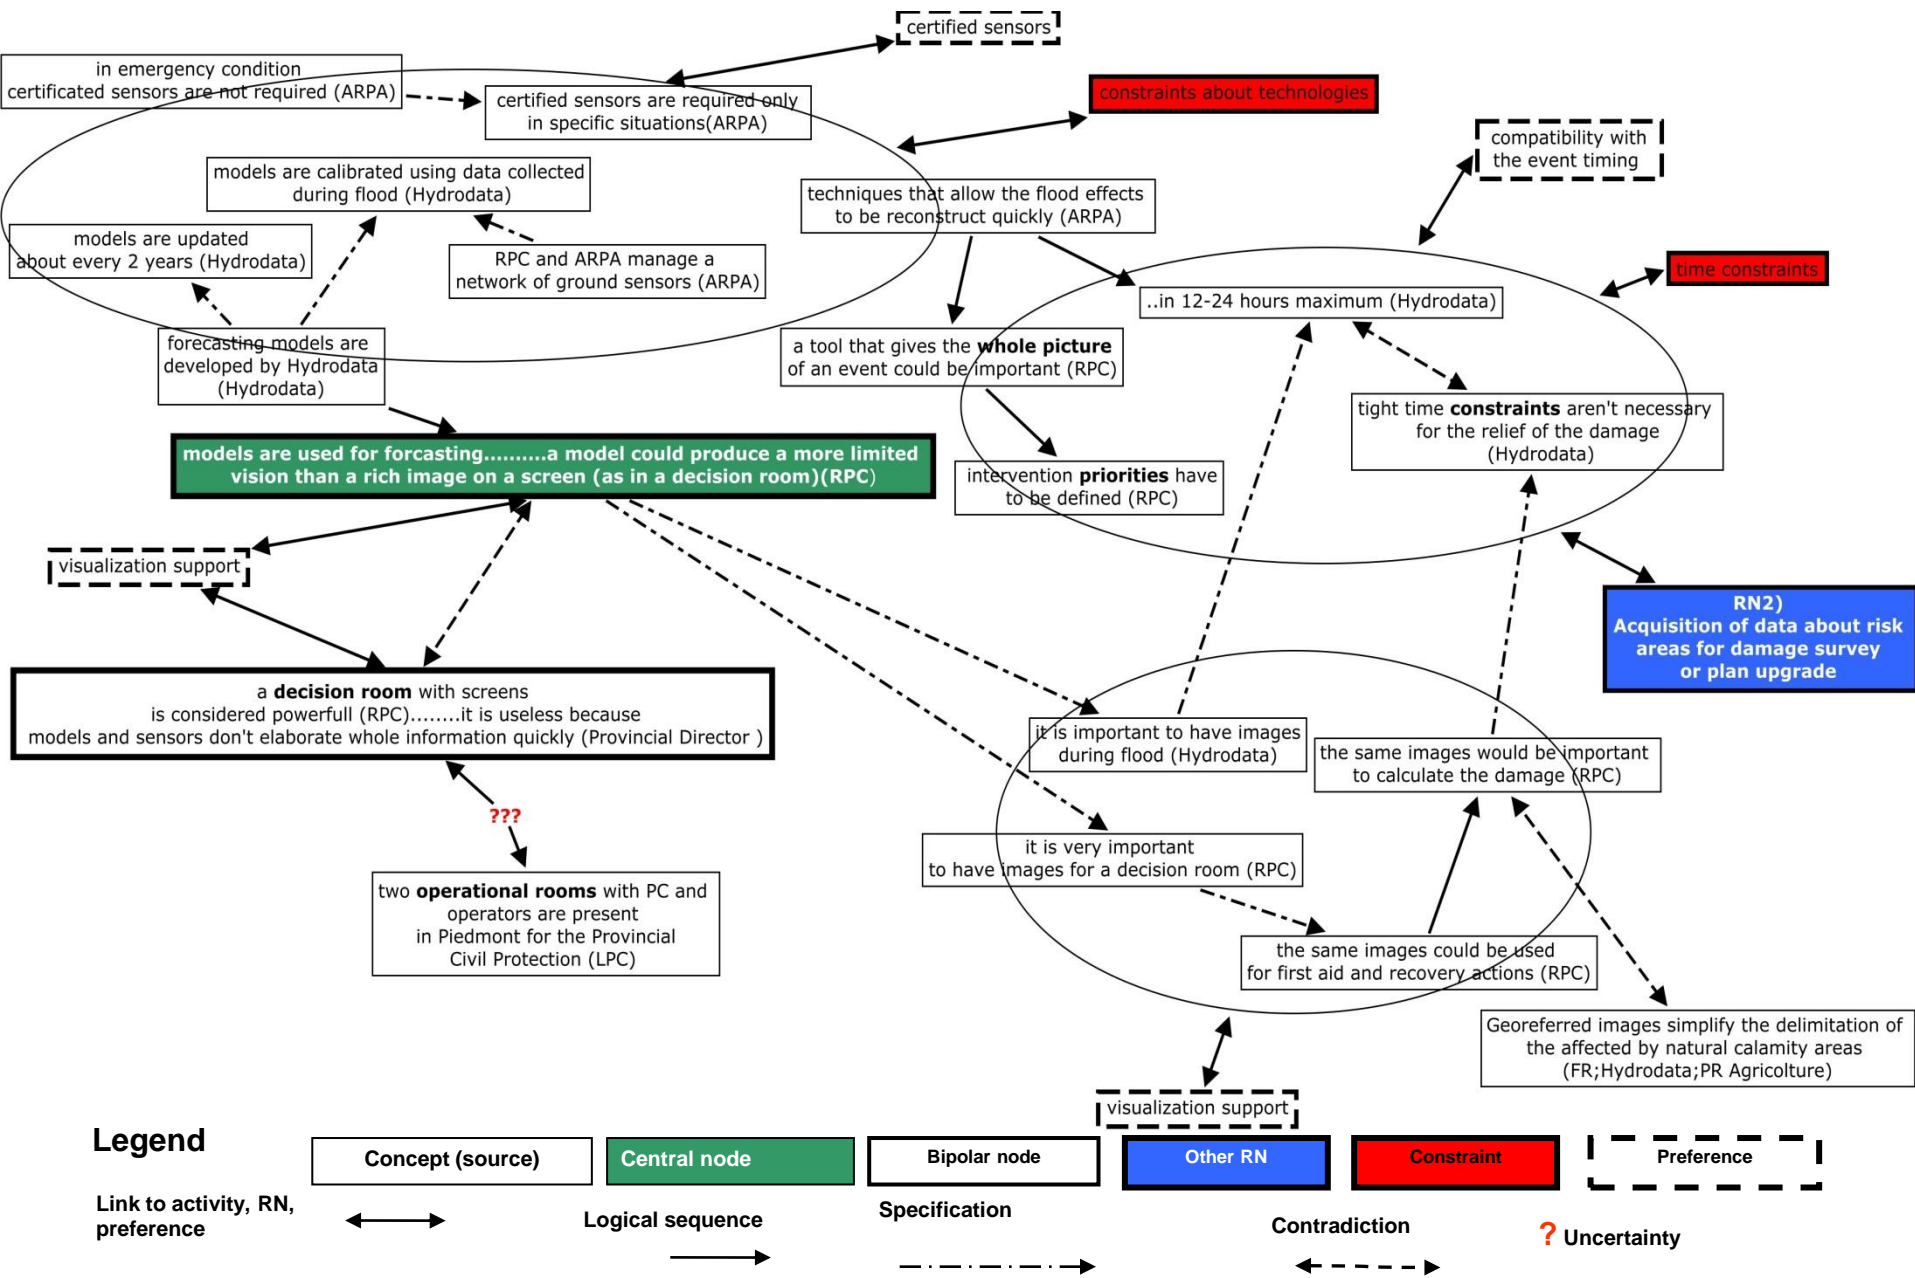 certified sensors
in emergency condition
certificated sensors are not required (ARPA)
certified sensors are required only
in specific situations(ARPA)
constraints about technologies
compatibility with
the event timing
models are calibrated using data collected
during flood (Hydrodata)
techniques that allow the flood effects
to be reconstruct quickly (ARPA)
models are updated
about every 2 years (Hydrodata)
RPC and ARPA manage a
network of ground sensors (ARPA)
time constraints
..in 12-24 hours maximum (Hydrodata)
forecasting models are
developed by Hydrodata
(Hydrodata)
a tool that gives the whole picture
of an event could be important (RPC)
tight time constraints aren't necessary
for the relief of the damage
(Hydrodata)
models are used for forcasting..........a model could produce a more limited
vision than a rich image on a screen (as in a decision room)(RPC)
intervention priorities have
to be defined (RPC)
visualization support
RN2)
Acquisition of data about risk
areas for damage survey
or plan upgrade
a decision room with screens
is considered powerfull (RPC)........it is useless because
models and sensors don't elaborate whole information quickly (Provincial Director )
it is important to have images
during flood (Hydrodata)
the same images would be important
to calculate the damage (RPC)
???
it is very important
to have images for a decision room (RPC)
two operational rooms with PC and
operators are present
in Piedmont for the Provincial
Civil Protection (LPC)
the same images could be used
for first aid and recovery actions (RPC)
Georeferred images simplify the delimitation of
the affected by natural calamity areas
(FR;Hydrodata;PR Agricolture)
visualization support
Legend
Concept (source)
Central node
Bipolar node
Other RN
Constraint
Preference
Link to activity, RN,
preference
Logical sequence
Specification
Contradiction
? Uncertainty